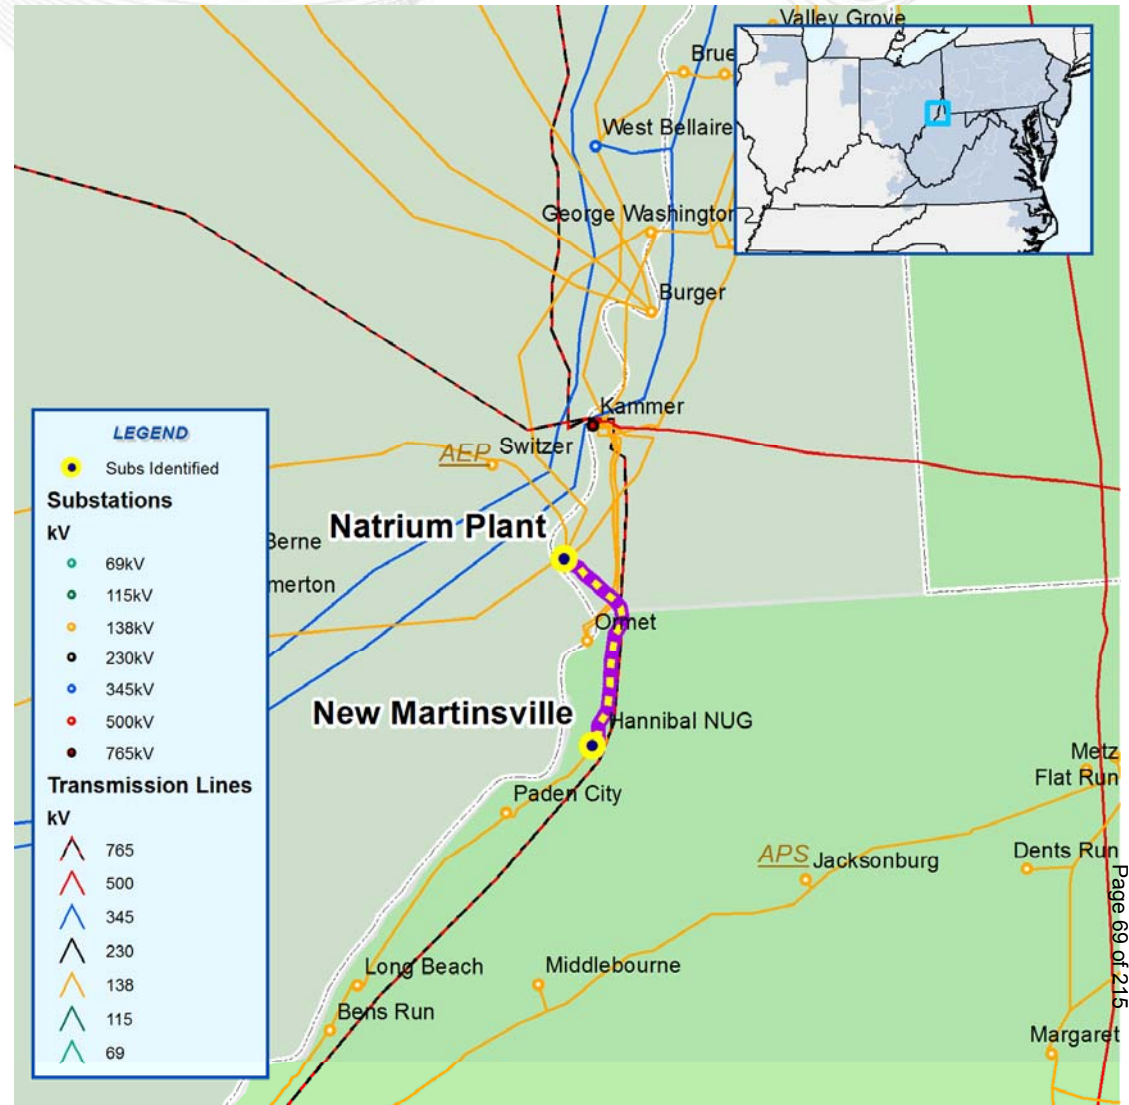 Valley Grove
Brue
West Bellaire
George Washington
Burger
Kammer
Switzer
AEP
Natrium Plant
Berne
merton
Ormet
New Martinsville
Hannibal NUG
Metz
Flat Run
Paden City
APS
Jacksonburg
Dents Run
Long Beach
Middlebourne
Bens Run
Margaret
LEGEND
Subs Identified
Substations
kV
69kV
115kV
138kV
230kV
345kV
500kV
765kV
Transmission Lines
kV
765
500
345
230
138
115
69
Page 69 of 215